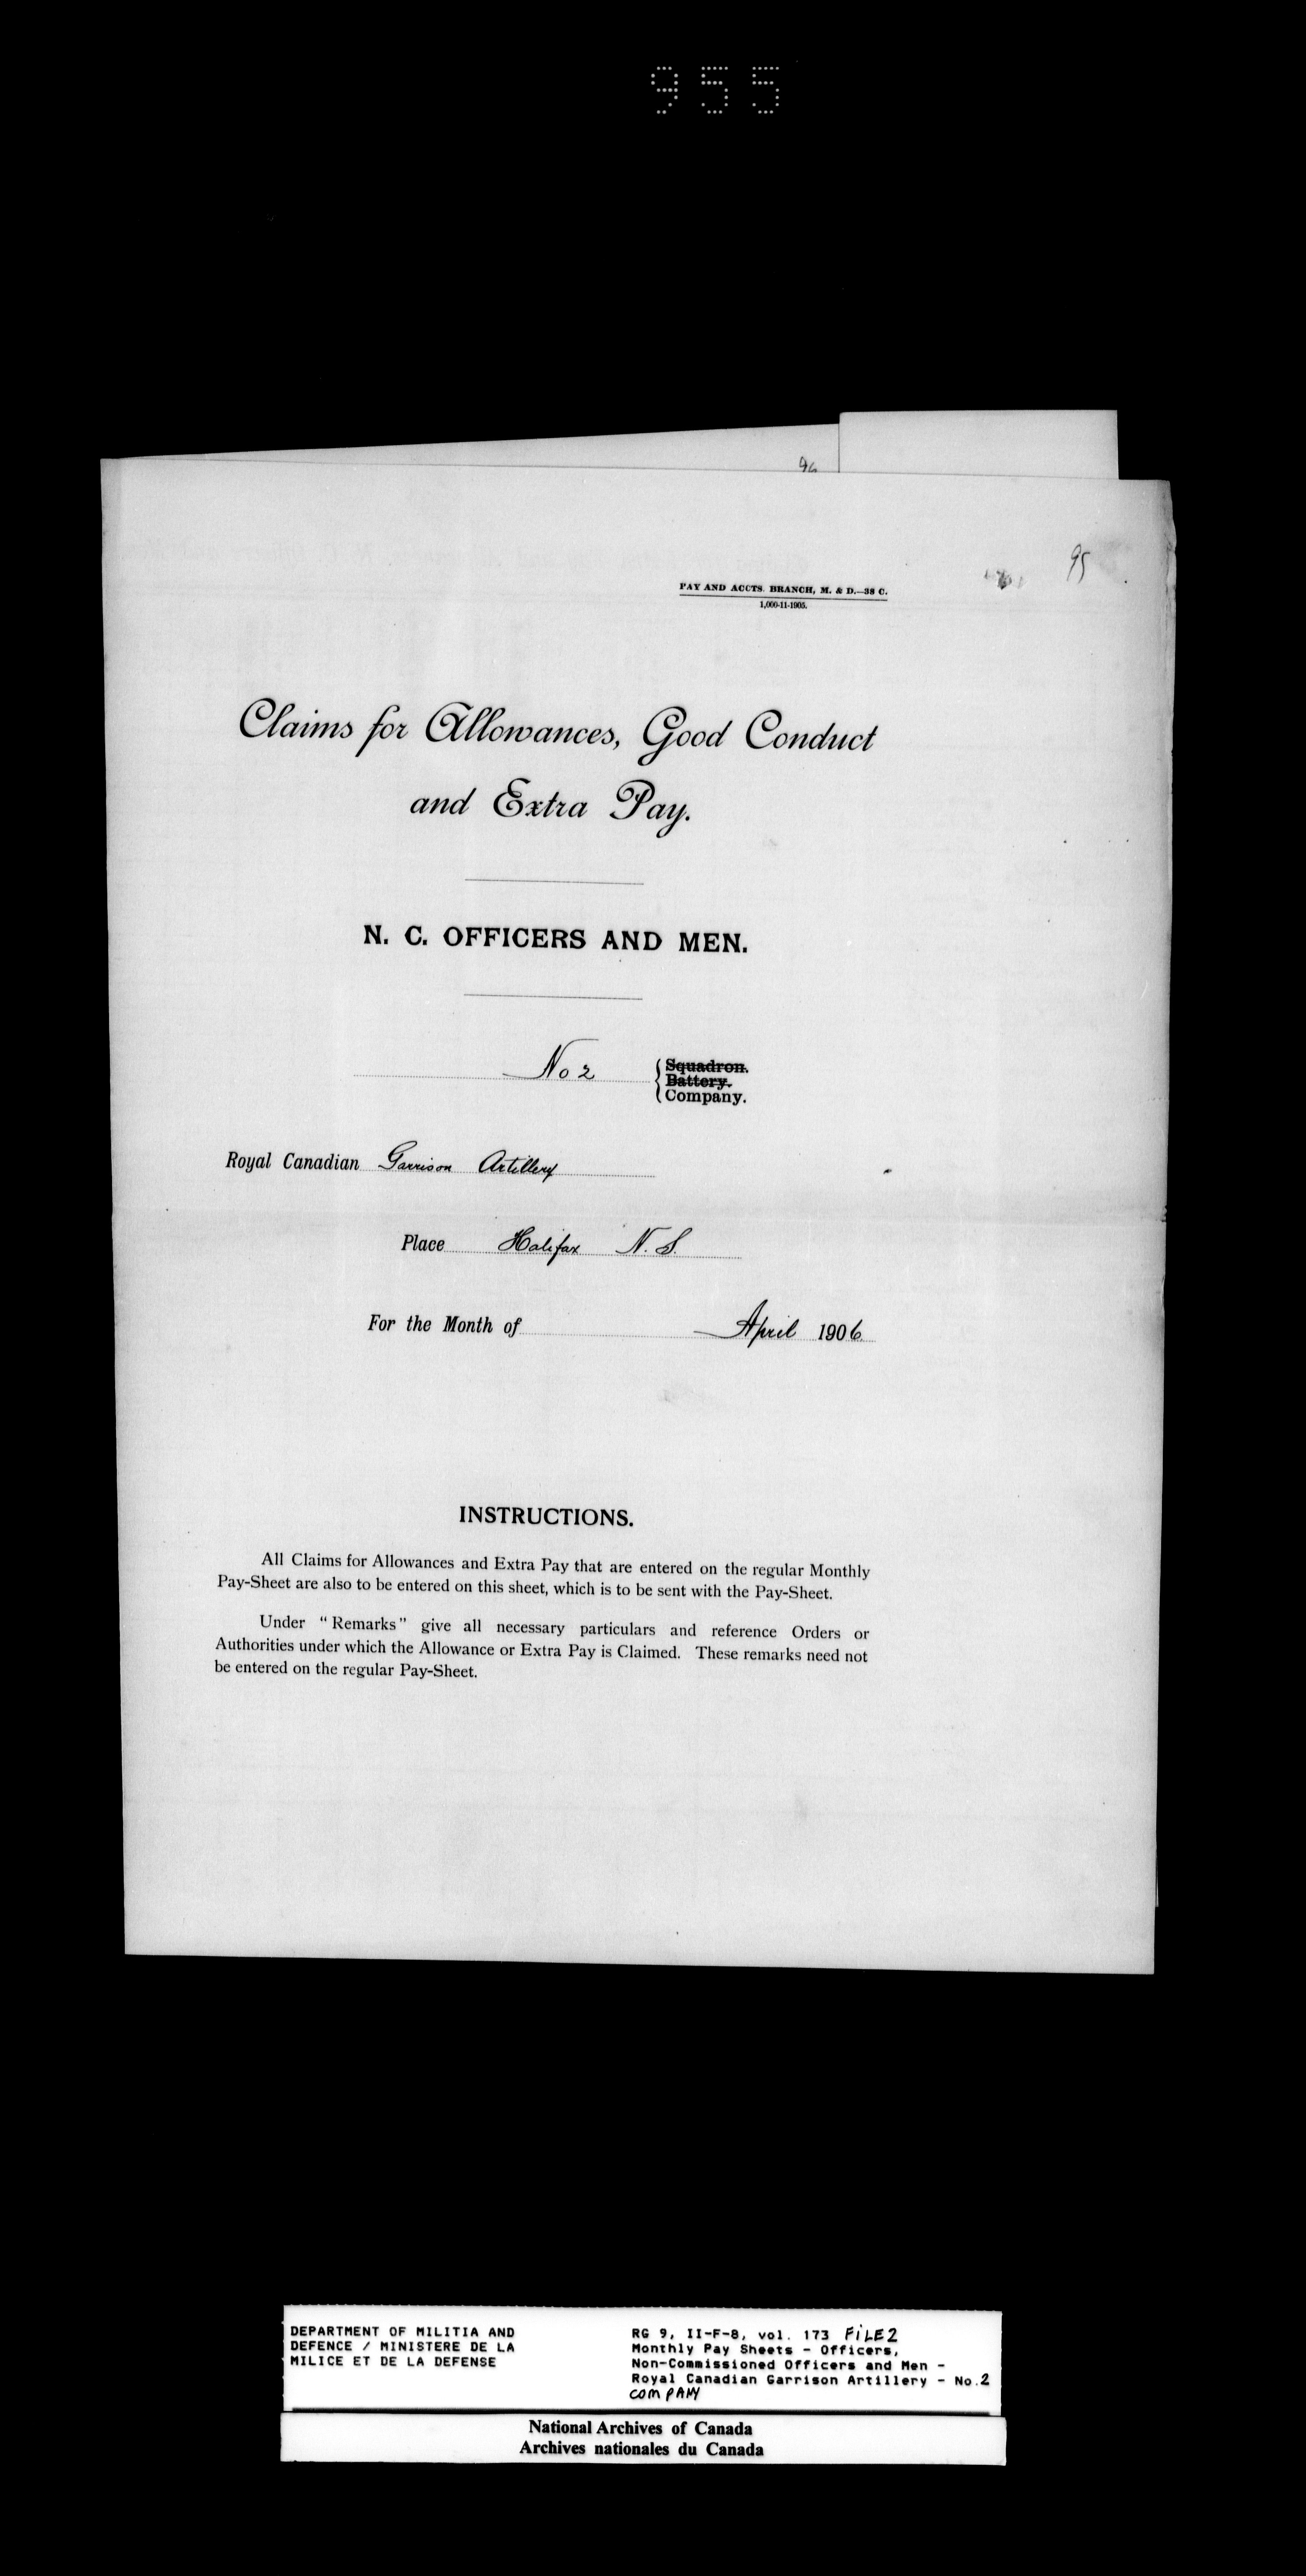 955
96
95
PAY AND ACCTS. BRANCH, M. & D.—38 C.
1,000-11-1905.
Claims for Allowances, Good Conduct
and Extra Pay.
N. C. OFFICERS AND MEN.
No 2
Squadron.
Battery.
Company.
Royal Canadian Garrison Artillery
Place Halifax N.S.
For the Month of April 1906
INSTRUCTIONS.
All Claims for Allowances and Extra Pay that are entered on the regular Monthly
Pay-Sheet are also to be entered on this sheet, which is to be sent with the Pay-Sheet.
Under "Remarks" give all necessary particulars and reference Orders or
Authorities under which the Allowance or Extra Pay is Claimed. These remarks need not
be entered on the regular Pay-Sheet.
DEPARTMENT OF MILITIA AND
DEFENCE / MINISTERE DE LA
MILICE ET DE LA DEFENSE
RG 9, II-F-8, vol. 173 FILE 2
Monthly Pay Sheets - Officers,
Non-Commissioned Officers and Men -
Royal Canadian Garrison Artillery - No.2
COMPANY
National Archives of Canada
Archives nationales du Canada